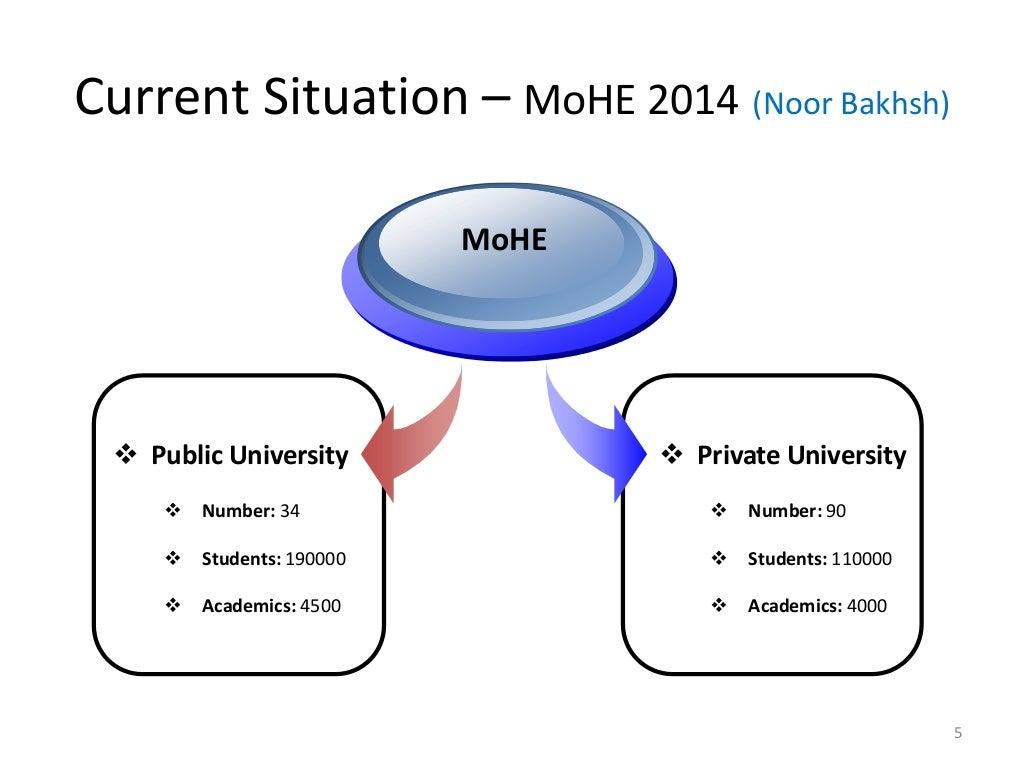 Current Situation – MoHE 2014 (Noor Bakhsh)
MoHE
❖ Public University
❖ Number: 34
❖ Students: 190000
❖ Academics: 4500
❖ Private University
❖ Number: 90
❖ Students: 110000
❖ Academics: 4000
5